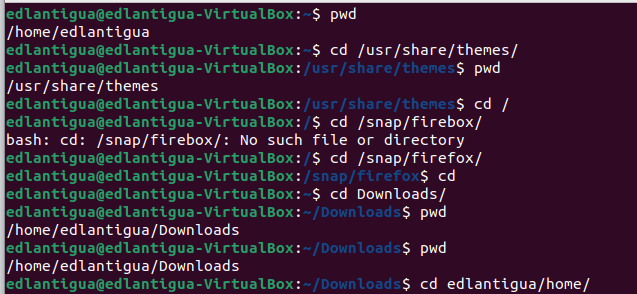 edlantigua@edlantigua-VirtualBox:~$ pwd
/home/edlantigua
edlantigua@edlantigua-VirtualBox:~$ cd /usr/share/themes/
edlantigua@edlantigua-VirtualBox:/usr/share/themes$ pwd
/usr/share/themes
edlantigua@edlantigua-VirtualBox:/usr/share/themes$ cd /
edlantigua@edlantigua-VirtualBox:/$ cd /snap/firebox/
bash: cd: /snap/firebox/: No such file or directory
edlantigua@edlantigua-VirtualBox:/$ cd /snap/firefox/
edlantigua@edlantigua-VirtualBox:/snap/firefox$ cd
edlantigua@edlantigua-VirtualBox:~$ cd Downloads/
edlantigua@edlantigua-VirtualBox:~/Downloads$ pwd
/home/edlantigua/Downloads
edlantigua@edlantigua-VirtualBox:~/Downloads$ pwd
/home/edlantigua/Downloads
edlantigua@edlantigua-VirtualBox:~/Downloads$ cd edlantigua/home/